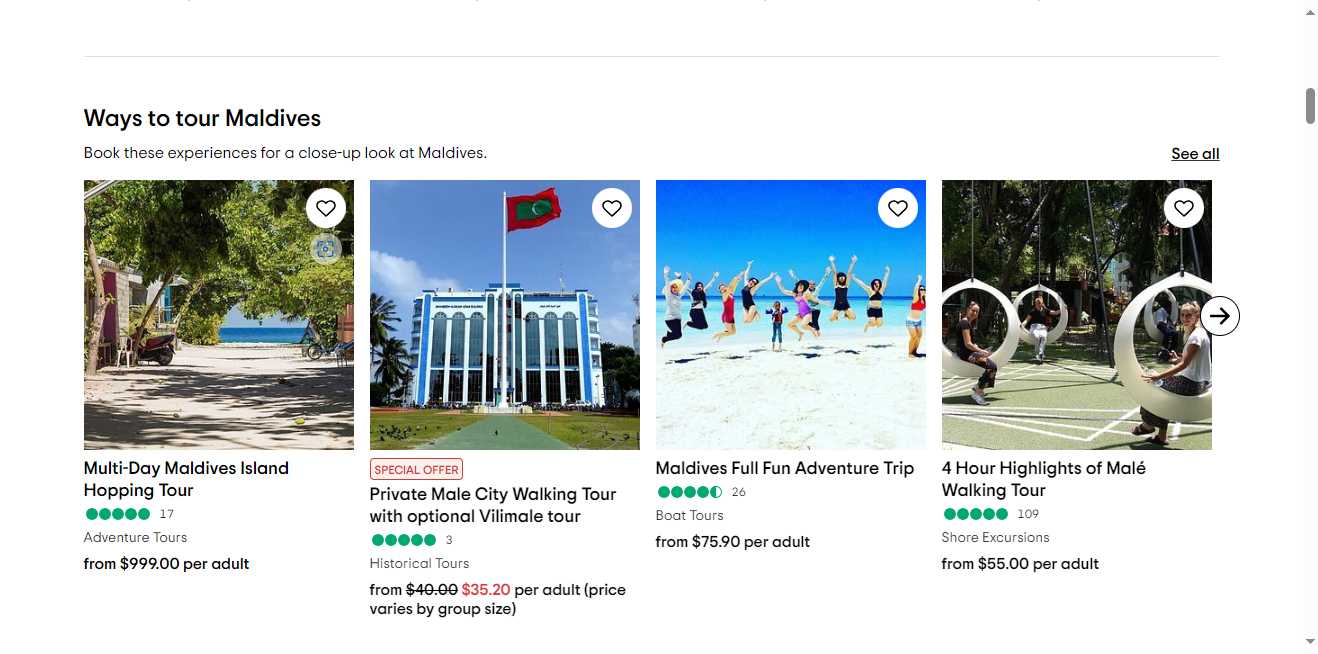 Ways to tour Maldives
Book these experiences for a close-up look at Maldives.
See all
Multi-Day Maldives Island
Hopping Tour
17
Adventure Tours
from $999.00 per adult
SPECIAL OFFER
Private Male City Walking Tour
with optional Vilimale tour
3
Historical Tours
from $40.00 $35.20 per adult (price
varies by group size)
Maldives Full Fun Adventure Trip
26
Boat Tours
from $75.90 per adult
4 Hour Highlights of Malé
Walking Tour
109
Shore Excursions
from $55.00 per adult